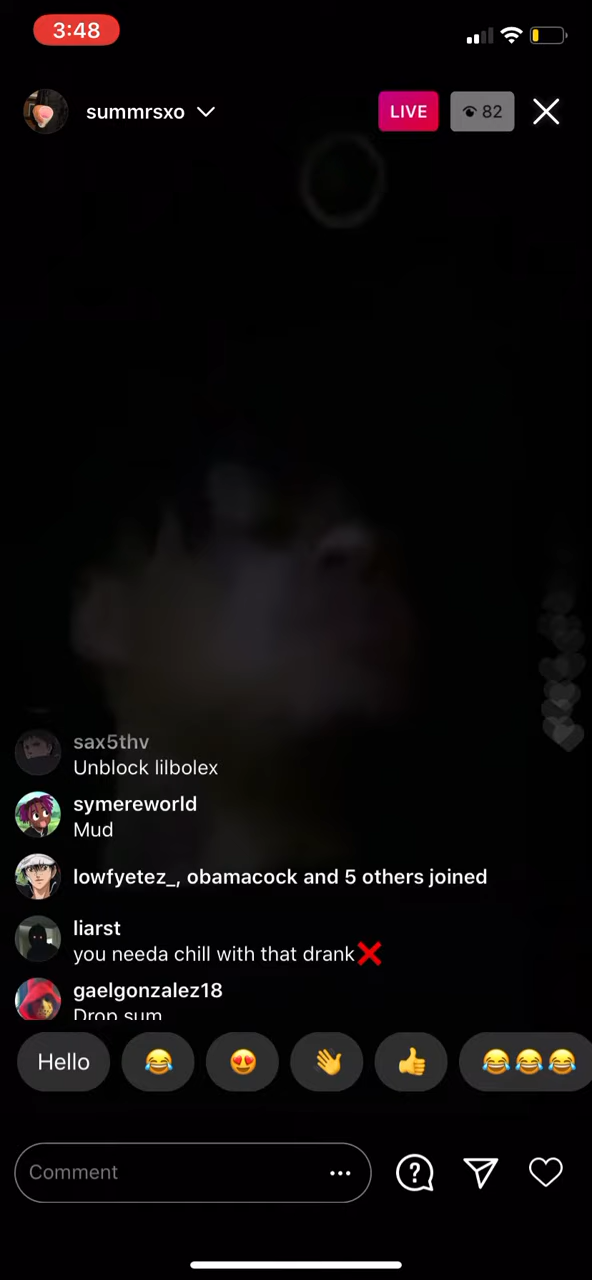 3:48
summrsxo
LIVE
82
sax5thv
Unblock lilbolex
symereworld
Mud
lowfyetez_, obamacock and 5 others joined
liarst
you needa chill with that drank❌
gaelgonzalez18
Drop sum
Hello 😂 😍 👋 👍 😂😂😂
Comment